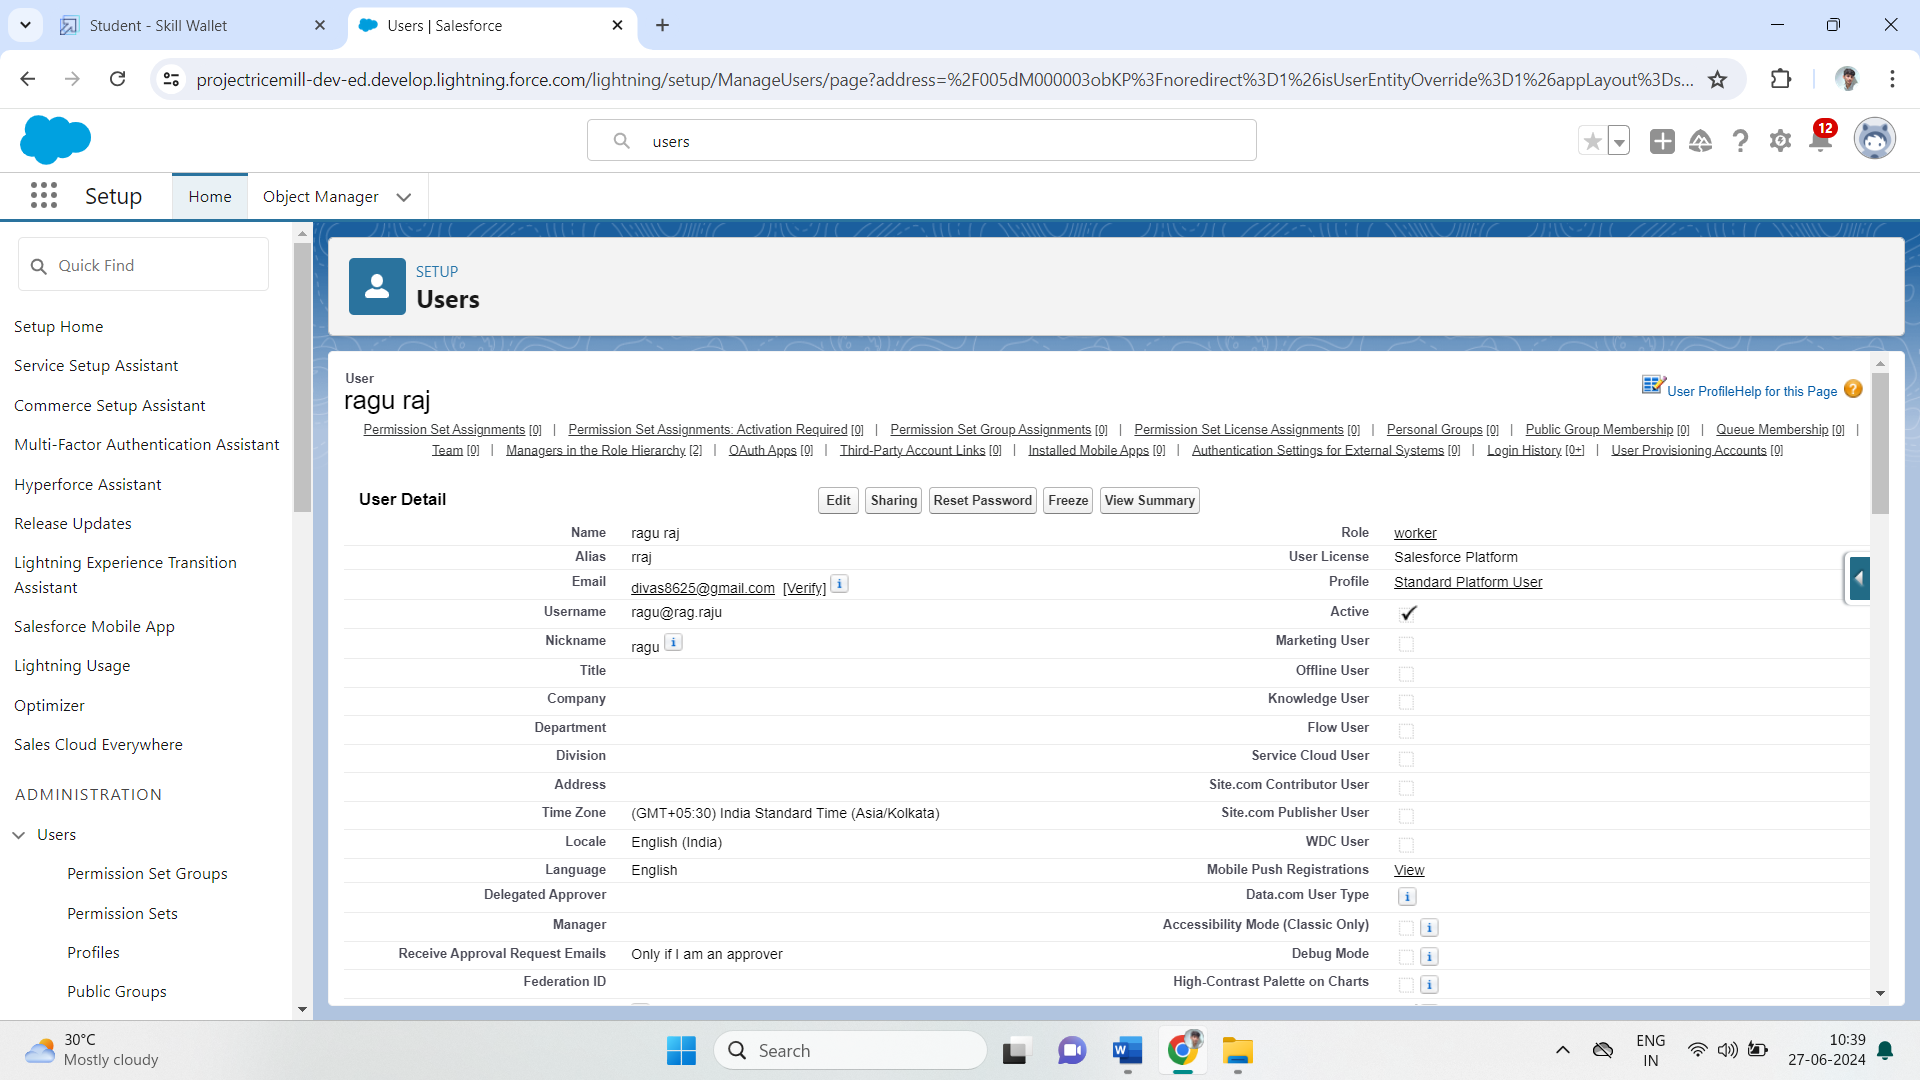 Student - Skill Wallet
Users | Salesforce
projectricemill-dev-ed.develop.lightning.force.com/lightning/setup/ManageUsers/page?address=%2F005dM000003obKP%3Fnoredirect%3D1%26isUserEntityOverride%3D1%26appLayout%3Ds...
users
12
Setup
Home
Object Manager
Quick Find
Setup Home
Service Setup Assistant
Commerce Setup Assistant
Multi-Factor Authentication Assistant
Hyperforce Assistant
Release Updates
Lightning Experience Transition
Assistant
Salesforce Mobile App
Lightning Usage
Optimizer
Sales Cloud Everywhere
ADMINISTRATION
Users
Permission Set Groups
Permission Sets
Profiles
Public Groups
SETUP
Users
User
ragu raj
User ProfileHelp for this Page ?
Permission Set Assignments [0] | Permission Set Assignments: Activation Required [0] | Permission Set Group Assignments [0] | Permission Set License Assignments [0] | Personal Groups [0] | Public Group Membership [0] | Queue Membership [0] |
Team [0] | Managers in the Role Hierarchy [2] | OAuth Apps [0] | Third-Party Account Links [0] | Installed Mobile Apps [0] | Authentication Settings for External Systems [0] | Login History [0+] | User Provisioning Accounts [0]
User Detail
Edit Sharing Reset Password Freeze View Summary
Name ragu raj Role worker
Alias rraj User License Salesforce Platform
Email divas8625@gmail.com [Verify] i Profile Standard Platform User
Username ragu@rag.raju Active
Nickname ragu i Marketing User
Title Offline User
Company Knowledge User
Department Flow User
Division Service Cloud User
Address Site.com Contributor User
Time Zone (GMT+05:30) India Standard Time (Asia/Kolkata) Site.com Publisher User
Locale English (India) WDC User
Language English Mobile Push Registrations View
Delegated Approver Data.com User Type i
Manager Accessibility Mode (Classic Only) i
Receive Approval Request Emails Only if I am an approver Debug Mode i
Federation ID High-Contrast Palette on Charts i
30°C
Mostly cloudy
Search
W
ENG
IN
10:39
27-06-2024